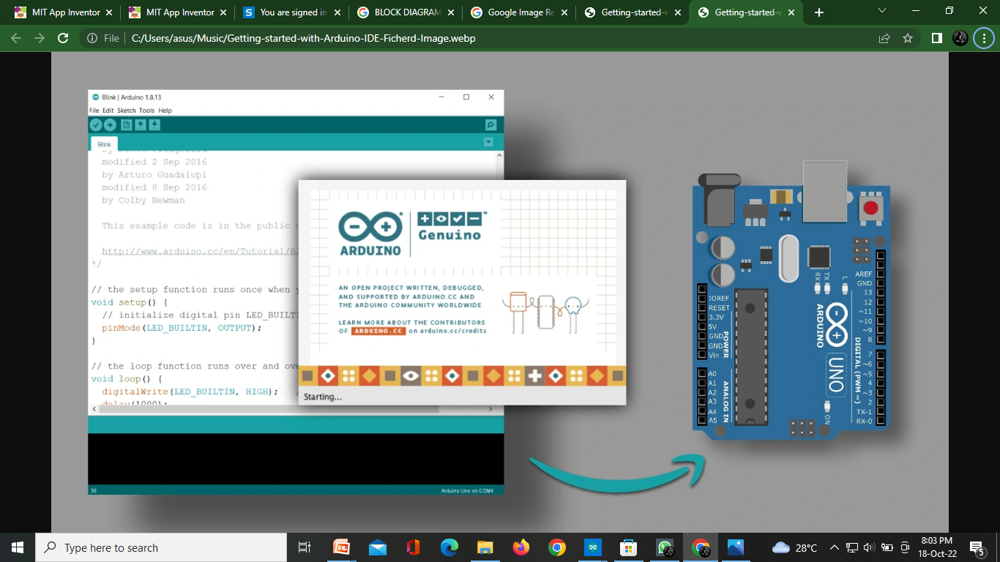 MIT App Inventor
MIT App Inventor
You are signed in
BLOCK DIAGRAM
Google Image Re
Getting-started-w
Getting-started-w
File
C:/Users/asus/Music/Getting-started-with-Arduino-IDE-Ficherd-Image.webp
Blink | Arduino 1.8.13
File Edit Sketch Tools Help
Blink
modified 2 Sep 2016
by Arturo Guadalupi
modified 8 Sep 2016
by Colby Newman
This example code is in the public
http://www.arduino.cc/en/Tutorial/Bl
*/
// the setup function runs once when
void setup() {
// initialize digital pin LED_BUILTI
pinMode(LED_BUILTIN, OUTPUT);
}
// the loop function runs over and ove
void loop() {
digitalWrite(LED_BUILTIN, HIGH);
delay(1000);
36
Arduino Uno on COM4
ARDUINO
Genuino™
AN OPEN PROJECT WRITTEN, DEBUGGED,
AND SUPPORTED BY ARDUINO.CC AND
THE ARDUINO COMMUNITY WORLDWIDE
LEARN MORE ABOUT THE CONTRIBUTORS
OF ARDUINO.CC on arduino.cc/credits
Starting...
IOREF
RESET
3.3V
5V
GND
GND
Vin
POWER
A0
A1
A2
A3
A4
A5
ANALOG IN
RX
TX
L
ARDUINO
UNO
ON
AREF
GND
13
12
~11
~10
~9
8
7
~6
~5
4
~3
2
TX-1
RX-0
DIGITAL (PWM ~)
Type here to search
28°C
8:03 PM
18-Oct-22
5